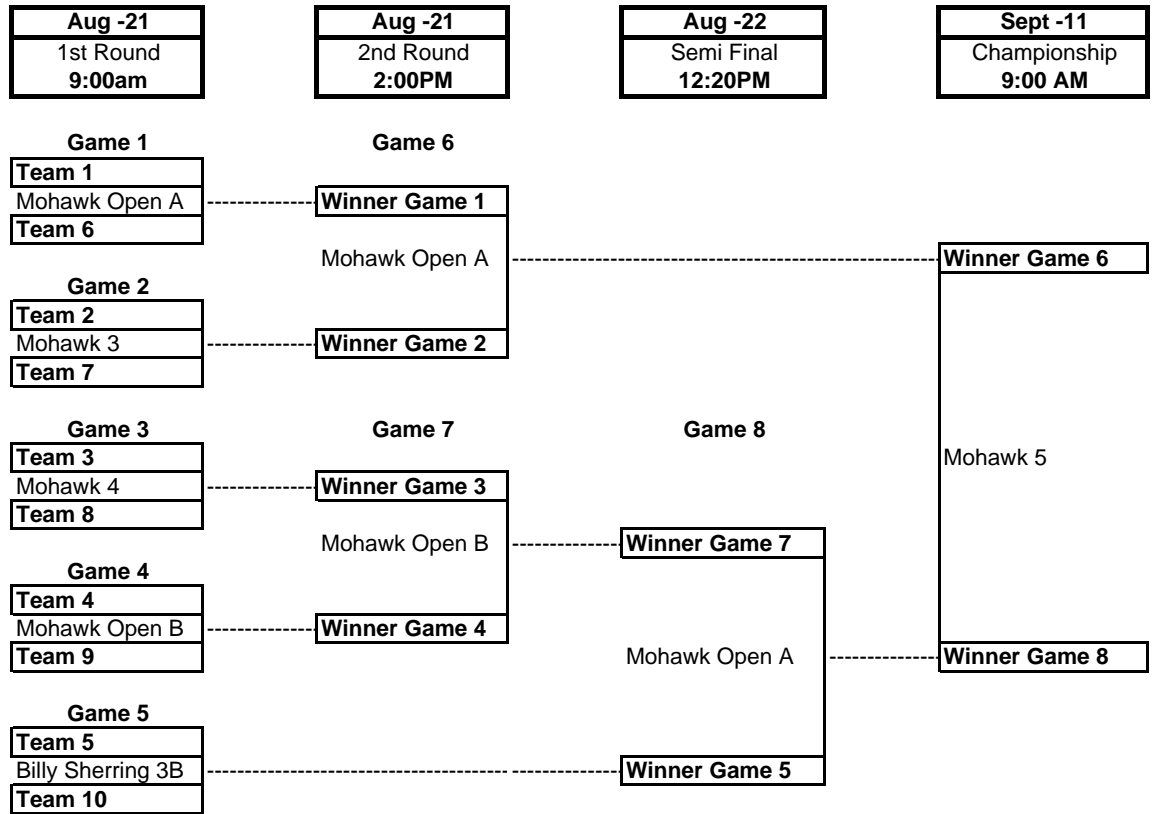 Aug -21
1st Round
9:00am
Aug -21
2nd Round
2:00PM
Aug -22
Semi Final
12:20PM
Sept -11
Championship
9:00 AM
Game 1
Team 1
Mohawk Open A
Team 6
Game 2
Team 2
Mohawk 3
Team 7
Game 3
Team 3
Mohawk 4
Team 8
Game 4
Team 4
Mohawk Open B
Team 9
Game 5
Team 5
Billy Sherring 3B
Team 10
Game 6
Winner Game 1
Mohawk Open A
Winner Game 2
Game 7
Winner Game 3
Mohawk Open B
Winner Game 4
Game 8
Winner Game 7
Mohawk Open A
Winner Game 5
Winner Game 6
Mohawk 5
Winner Game 8